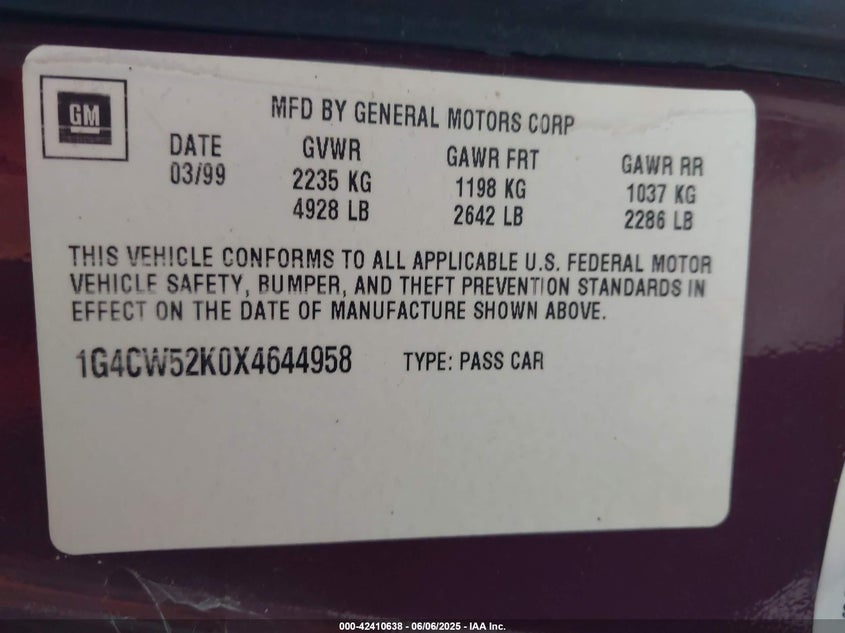 GM
MFD BY GENERAL MOTORS CORP
DATE GVWR GAWR FRT GAWR RR
03/99 2235 KG 1198 KG 1037 KG
4928 LB 2642 LB 2286 LB
THIS VEHICLE CONFORMS TO ALL APPLICABLE U.S. FEDERAL MOTOR
VEHICLE SAFETY, BUMPER, AND THEFT PREVENTION STANDARDS IN
EFFECT ON THE DATE OF MANUFACTURE SHOWN ABOVE.
1G4CW52K0X4644958 TYPE: PASS CAR
000-42410638 - 06/06/2025 - IAA Inc.